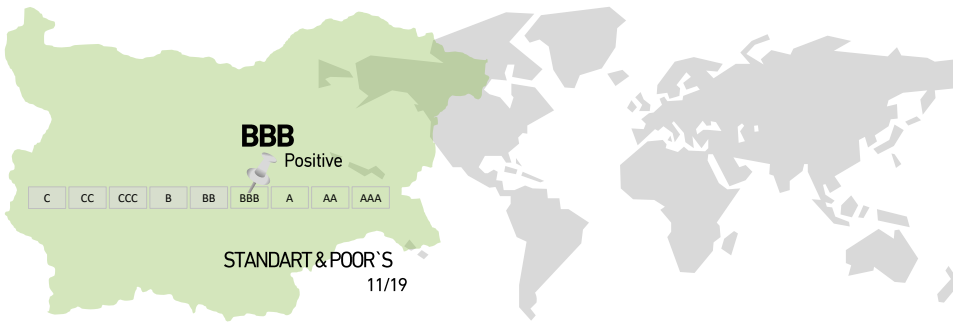 BBB
Positive
C CC CCC B BB BBB A AA AAA
STANDART & POOR`S
11/19